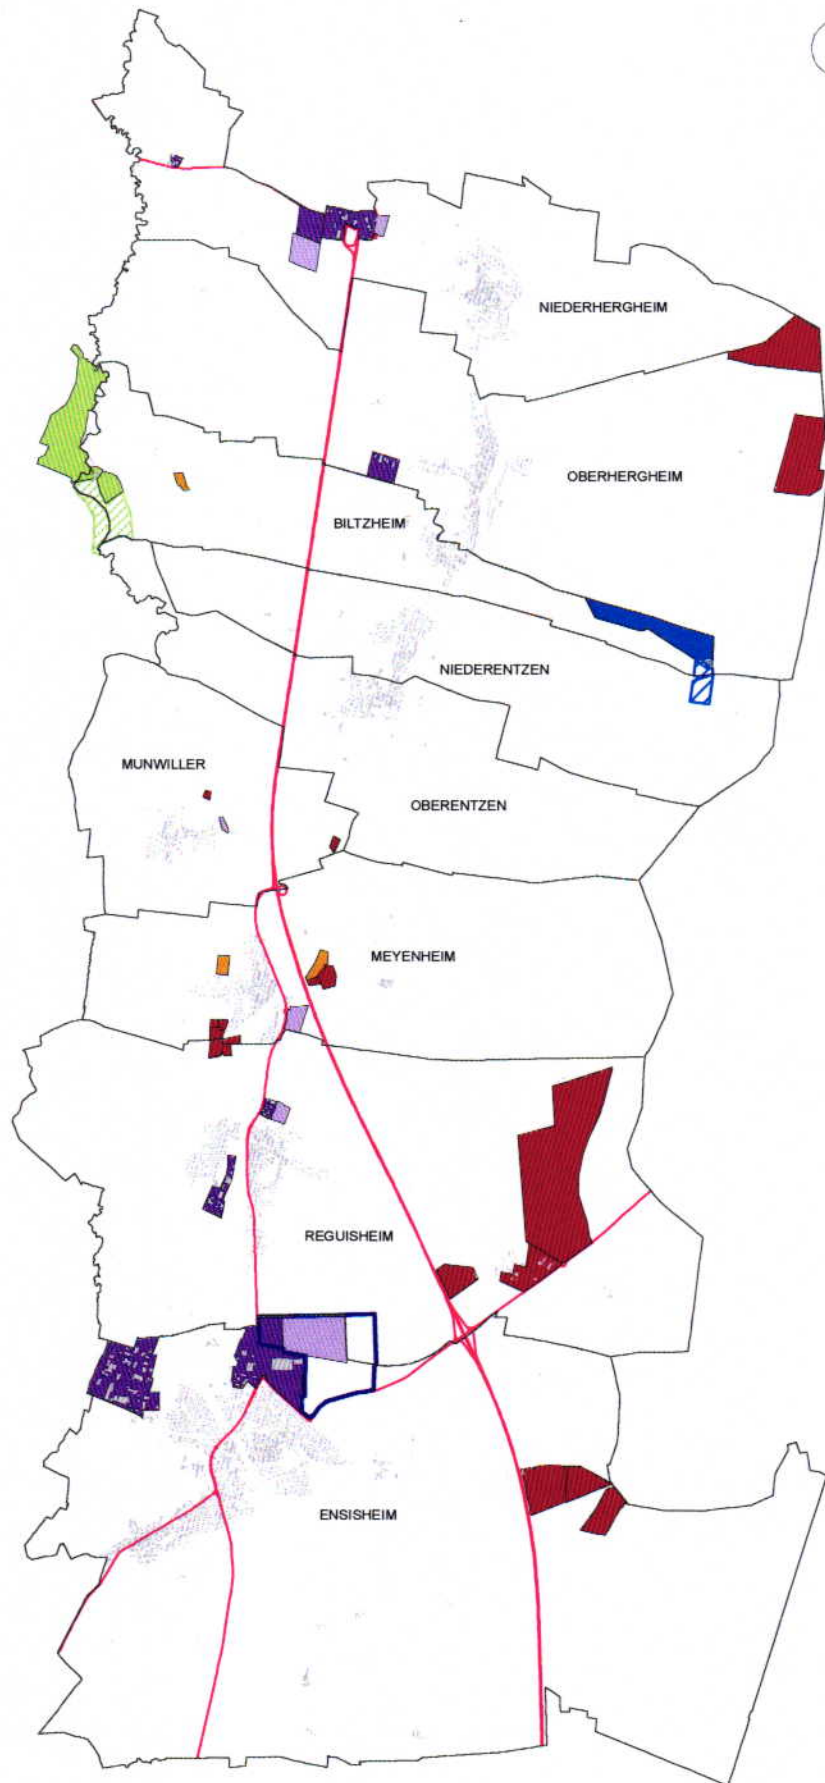 NIEDERHERGHEIM
OBERHERGHEIM
BILTZHEIM
NIEDERENTZEN
MUNWILLER
OBERENTZEN
MEYENHEIM
REGUISHEIM
ENSISHEIM